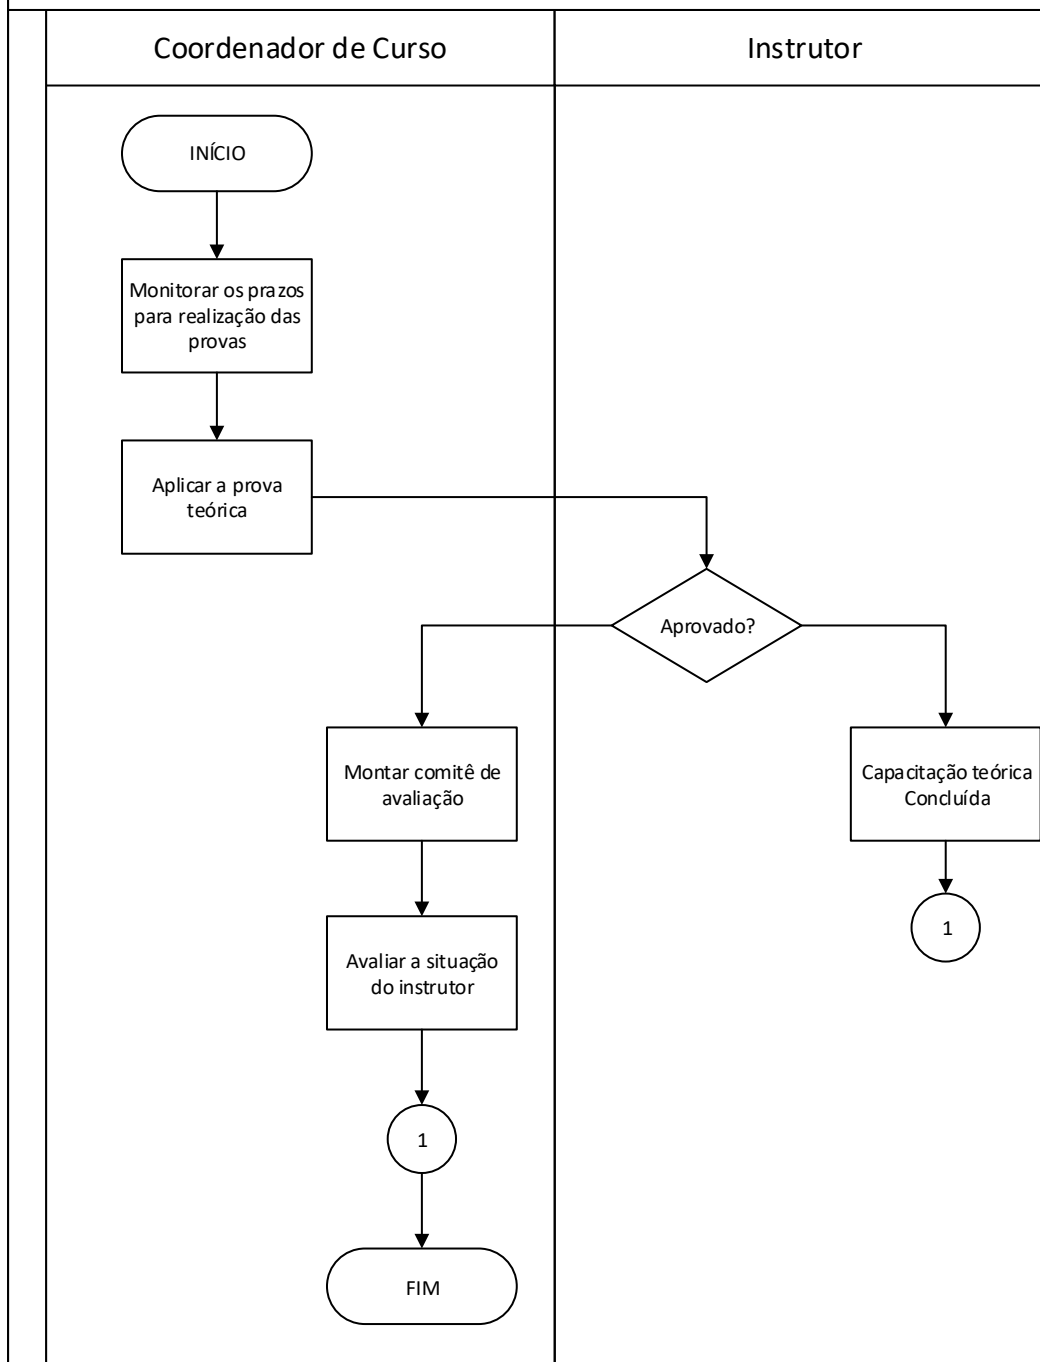 Coordenador de Curso
Instrutor
INÍCIO
Monitorar os prazos
para realização das
provas
Aplicar a prova
teórica
Aprovado?
Montar comitê de
avaliação
Capacitação teórica
Concluída
1
Avaliar a situação
do instrutor
1
FIM